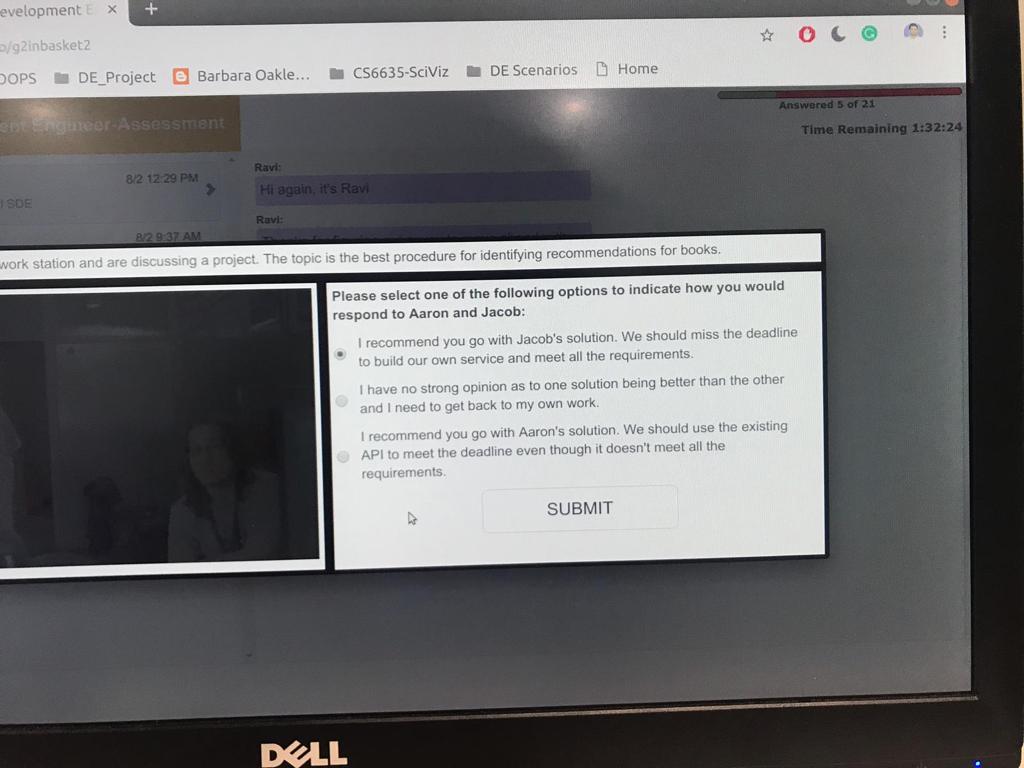 evelopment E × +
o/g2inbasket2
OOPS DE_Project Barbara Oakle... CS6635-SciViz DE Scenarios Home
ent Engineer-Assessment
Answered 5 of 21
Time Remaining 1:32:24
8/2 12:29 PM
SDE
8/2 9:37 AM
Ravi:
Hi again, it's Ravi
Ravi:
work station and are discussing a project. The topic is the best procedure for identifying recommendations for books.
Please select one of the following options to indicate how you would
respond to Aaron and Jacob:
I recommend you go with Jacob's solution. We should miss the deadline
to build our own service and meet all the requirements.
I have no strong opinion as to one solution being better than the other
and I need to get back to my own work.
I recommend you go with Aaron's solution. We should use the existing
API to meet the deadline even though it doesn't meet all the
requirements.
SUBMIT
DELL